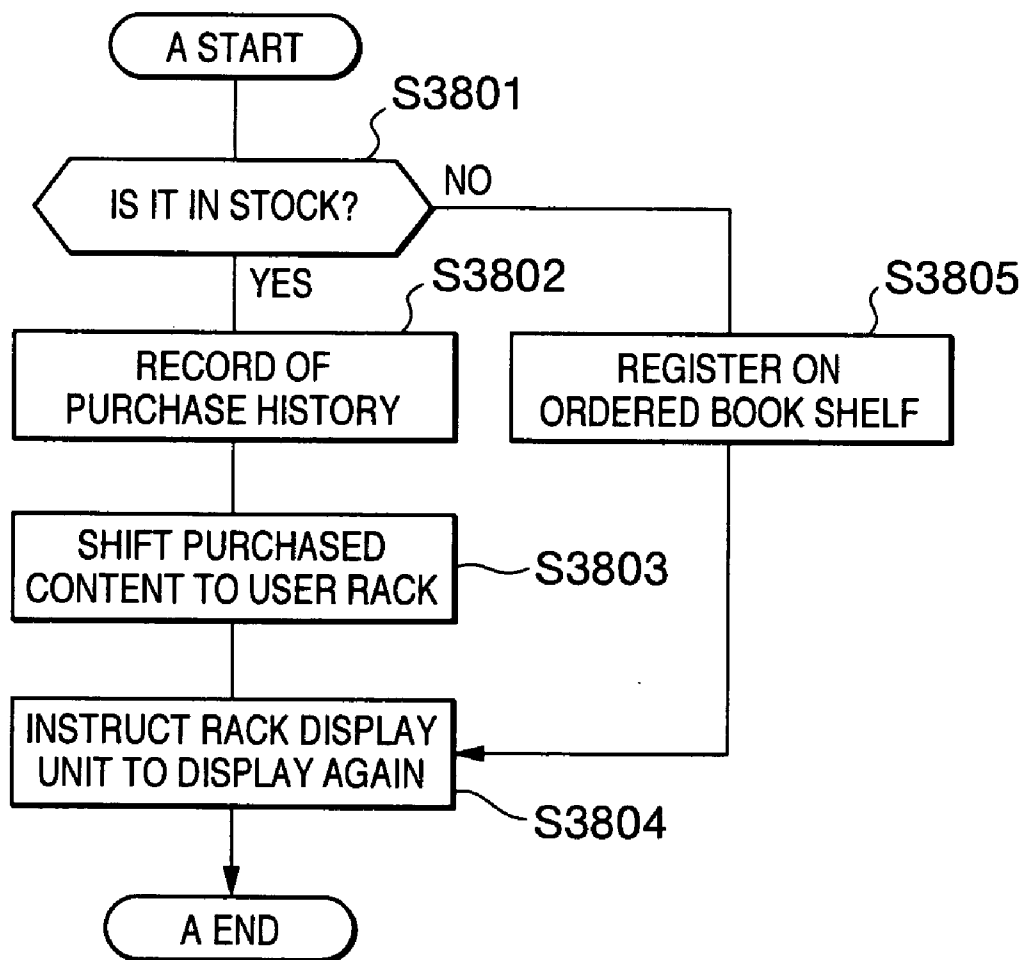 A START
S3801
IS IT IN STOCK?
NO
YES
S3802
S3805
RECORD OF
PURCHASE HISTORY
REGISTER ON
ORDERED BOOK SHELF
SHIFT PURCHASED
CONTENT TO USER RACK
S3803
INSTRUCT RACK DISPLAY
UNIT TO DISPLAY AGAIN
S3804
A END